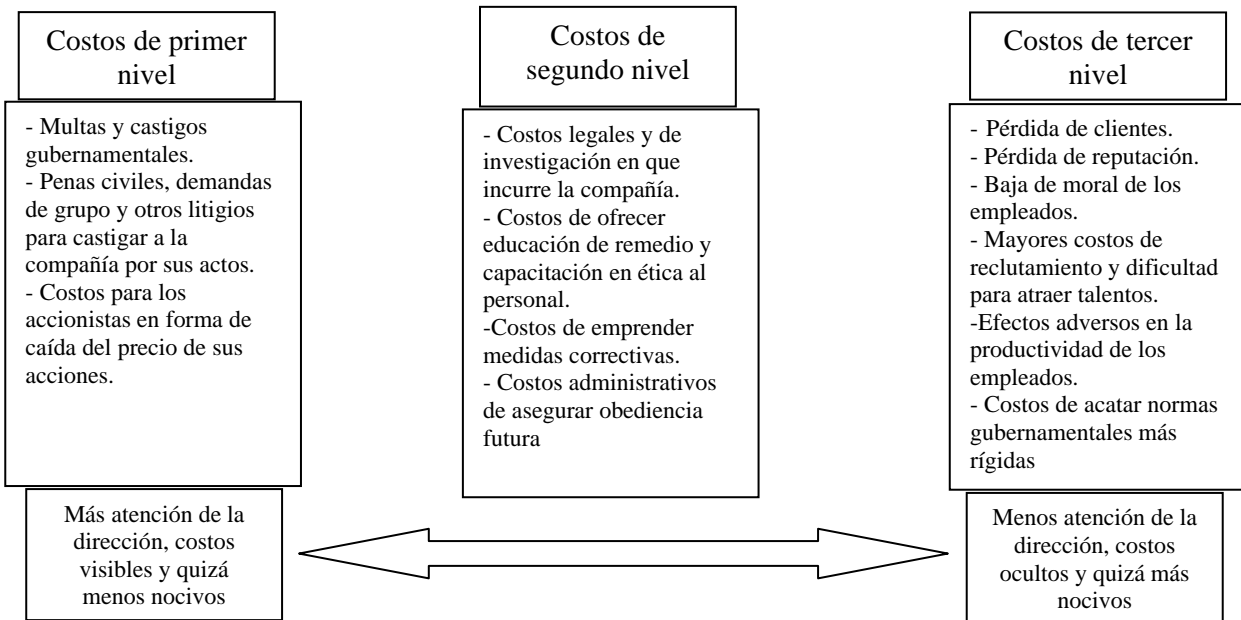 Costos de primer
nivel
- Multas y castigos
gubernamentales.
- Penas civiles, demandas
de grupo y otros litigios
para castigar a la
compañía por sus actos.
- Costos para los
accionistas en forma de
caída del precio de sus
acciones.
Más atención de la
dirección, costos
visibles y quizá
menos nocivos
Costos de
segundo nivel
- Costos legales y de
investigación en que
incurre la compañía.
- Costos de ofrecer
educación de remedio y
capacitación en ética al
personal.
-Costos de emprender
medidas correctivas.
- Costos administrativos
de asegurar obediencia
futura
Costos de tercer
nivel
- Pérdida de clientes.
- Pérdida de reputación.
- Baja de moral de los
empleados.
- Mayores costos de
reclutamiento y dificultad
para atraer talentos.
-Efectos adversos en la
productividad de los
empleados.
- Costos de acatar normas
gubernamentales más
rígidas
Menos atención de la
dirección, costos
ocultos y quizá más
nocivos